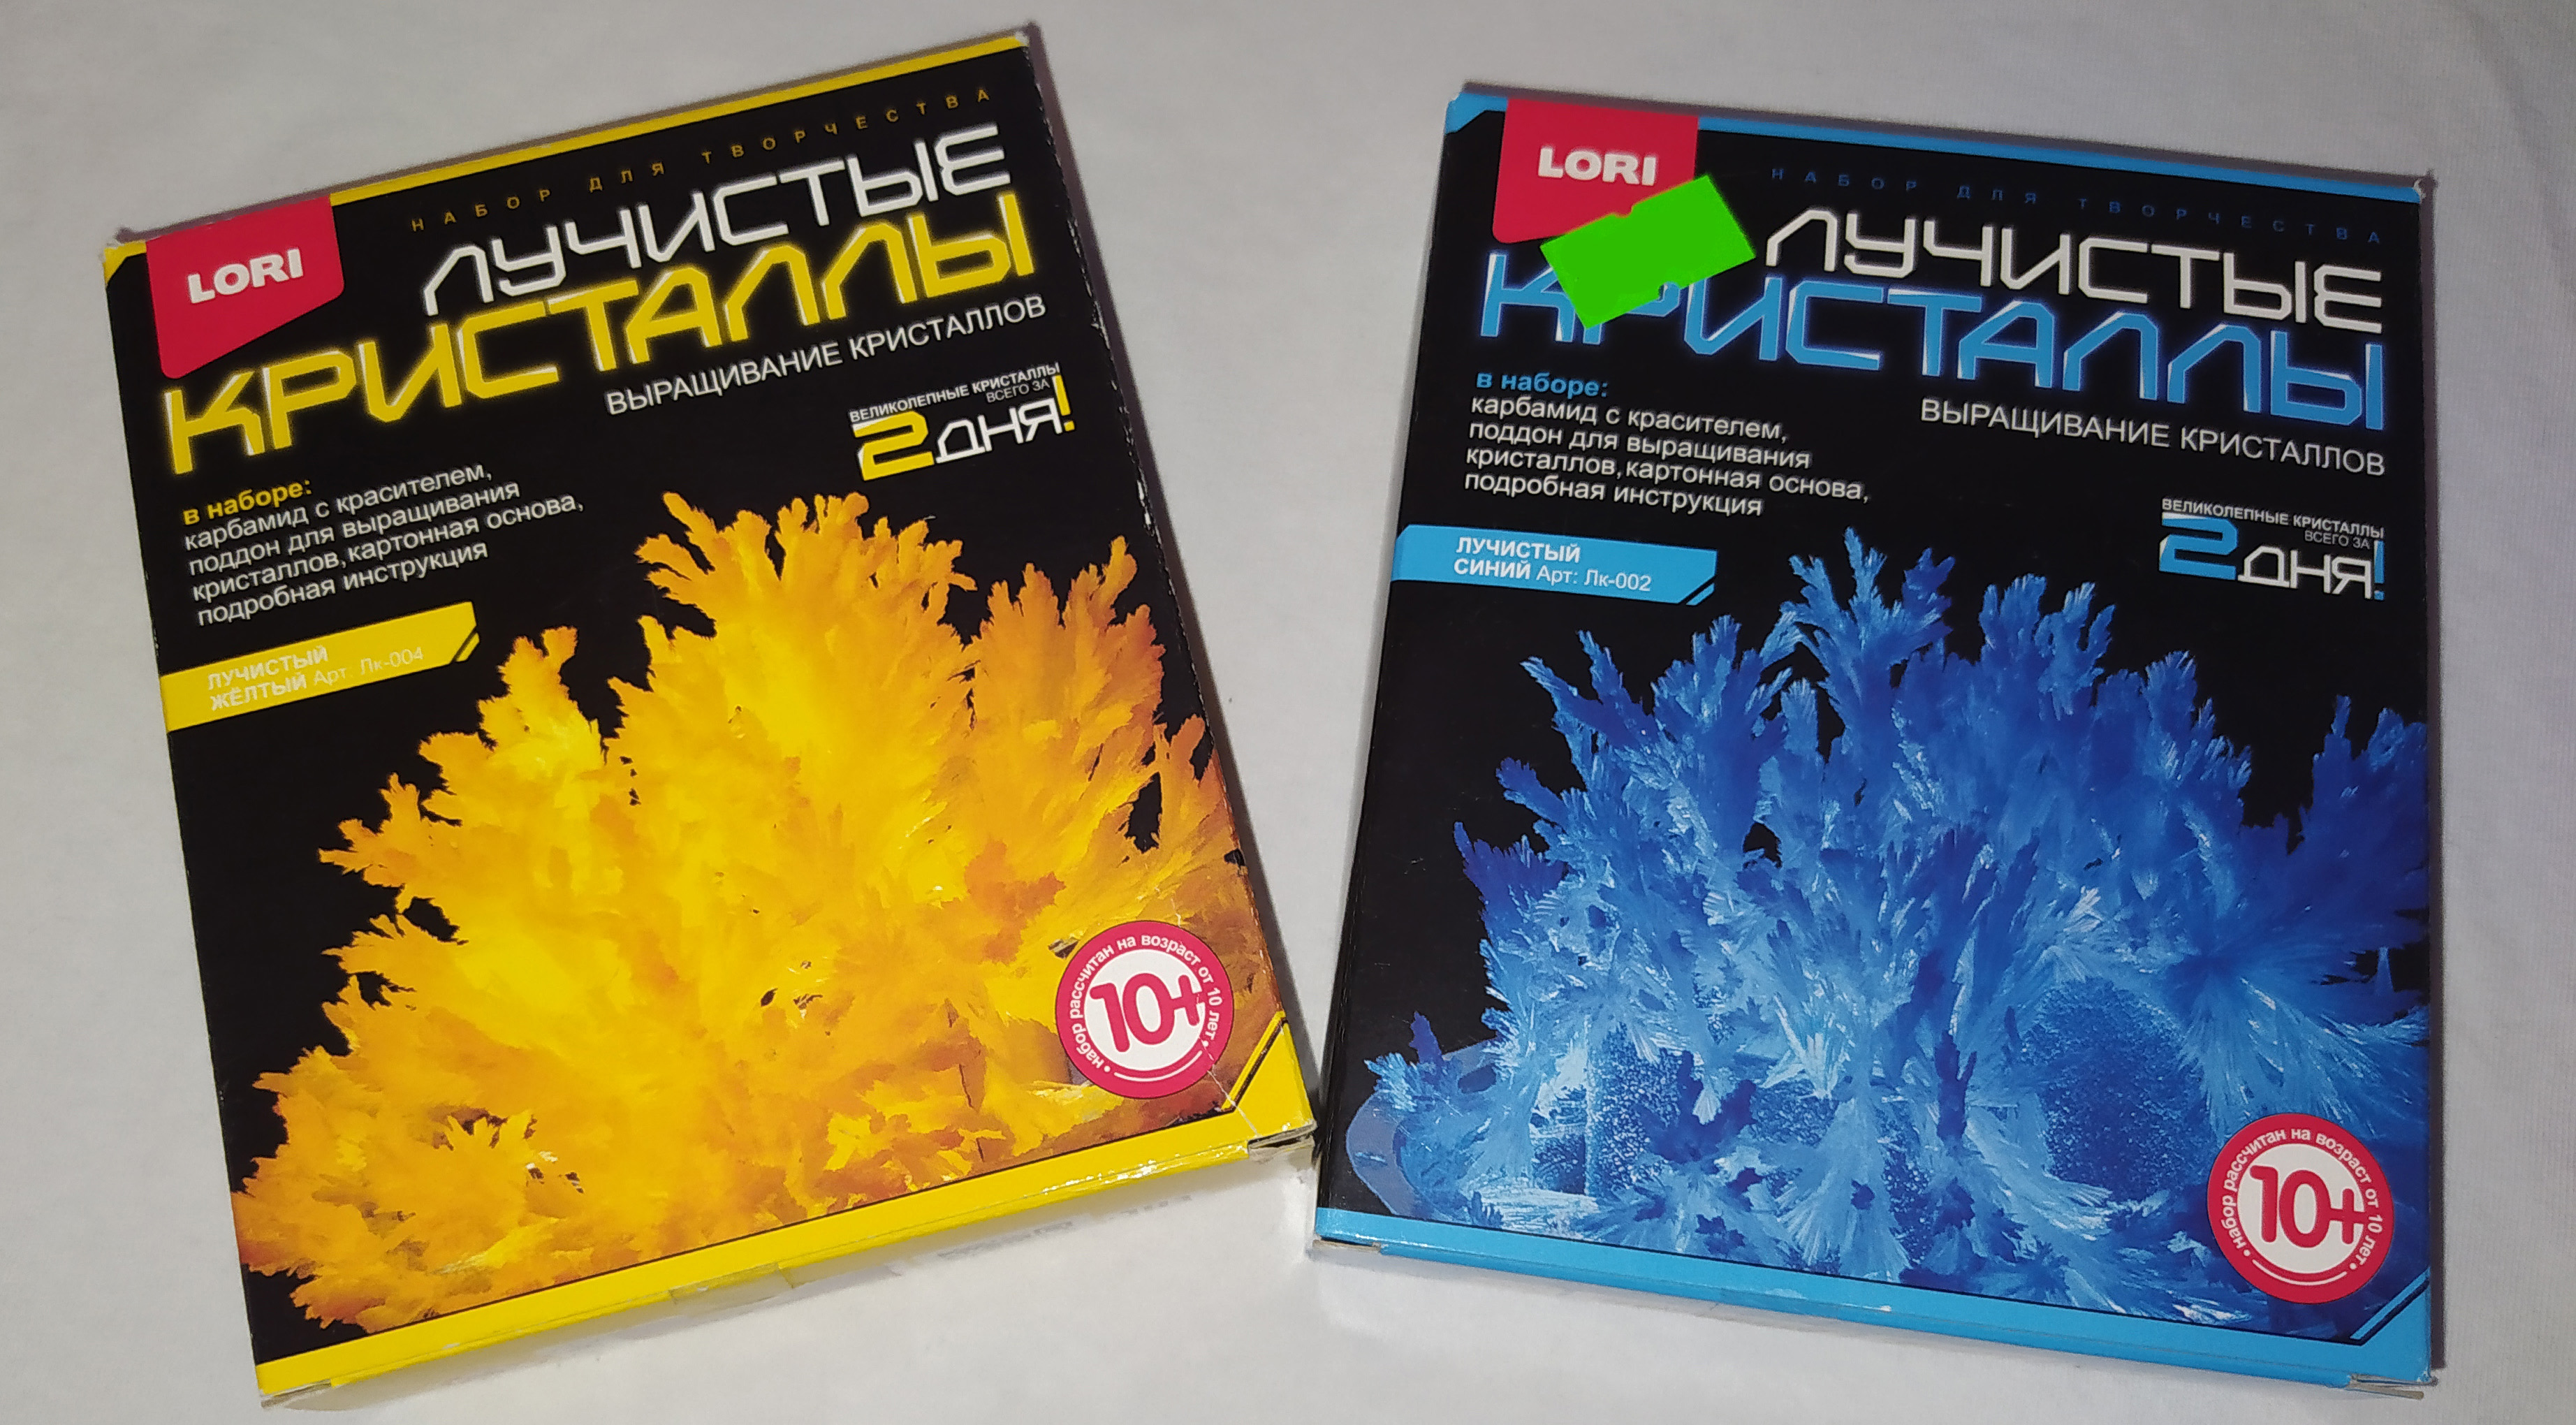 LORI
НАБОР ДЛЯ ТВОРЧЕСТВА
ЛУЧИСТЫЕ
КРИСТАЛЛЫ
ВЫРАЩИВАНИЕ КРИСТАЛЛОВ
ВЕЛИКОЛЕПНЫЕ КРИСТАЛЛЫ
ВСЕГО ЗА
2 ДНЯ!
в наборе:
карбамид с красителем,
поддон для выращивания
кристаллов, картонная основа,
подробная инструкция
ЛУЧИСТЫЙ
ЖЁЛТЫЙ Арт: Лк-004
• набор рассчитан на возраст от 10 лет •
10+
LORI
НАБОР ДЛЯ ТВОРЧЕСТВА
ЛУЧИСТЫЕ
КРИСТАЛЛЫ
ВЫРАЩИВАНИЕ КРИСТАЛЛОВ
в наборе:
карбамид с красителем,
поддон для выращивания
кристаллов, картонная основа,
подробная инструкция
ВЕЛИКОЛЕПНЫЕ КРИСТАЛЛЫ
ВСЕГО ЗА
2 ДНЯ!
ЛУЧИСТЫЙ
СИНИЙ Арт: Лк-002
• набор рассчитан на возраст от 10 лет •
10+